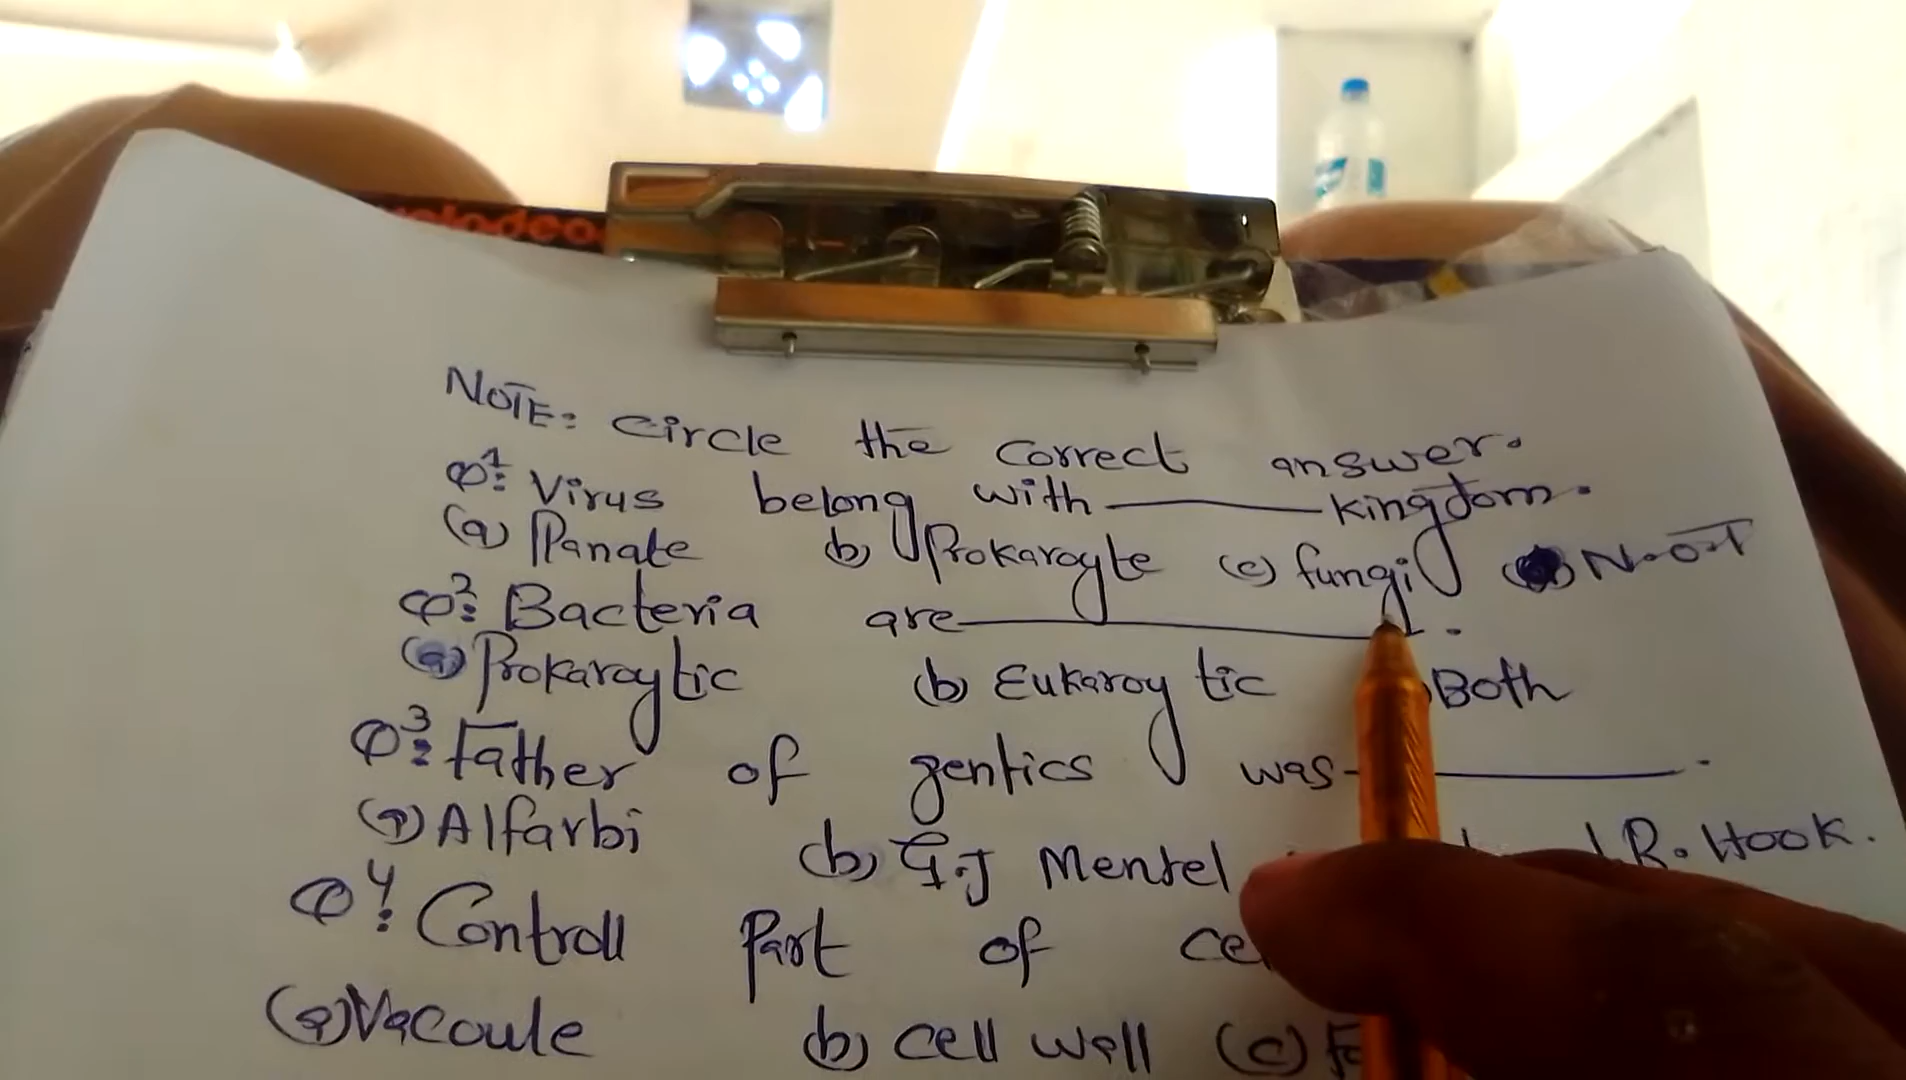 NOTE: Circle the Correct answer.
Q1: Virus belong with ______ kingdom.
(a) Planate (b) Prokaroyte (c) fungi N.O.T
Q2: Bacteria are ______.
(a) Prokaroytic (b) Eukaroytic Both
Q3: Father of gentics was ______.
(a) Alfarbi (b) G.J Mentel R. Hook.
Q4: Controll Part of
(a) Vacoule (b) Cell Wall (c)